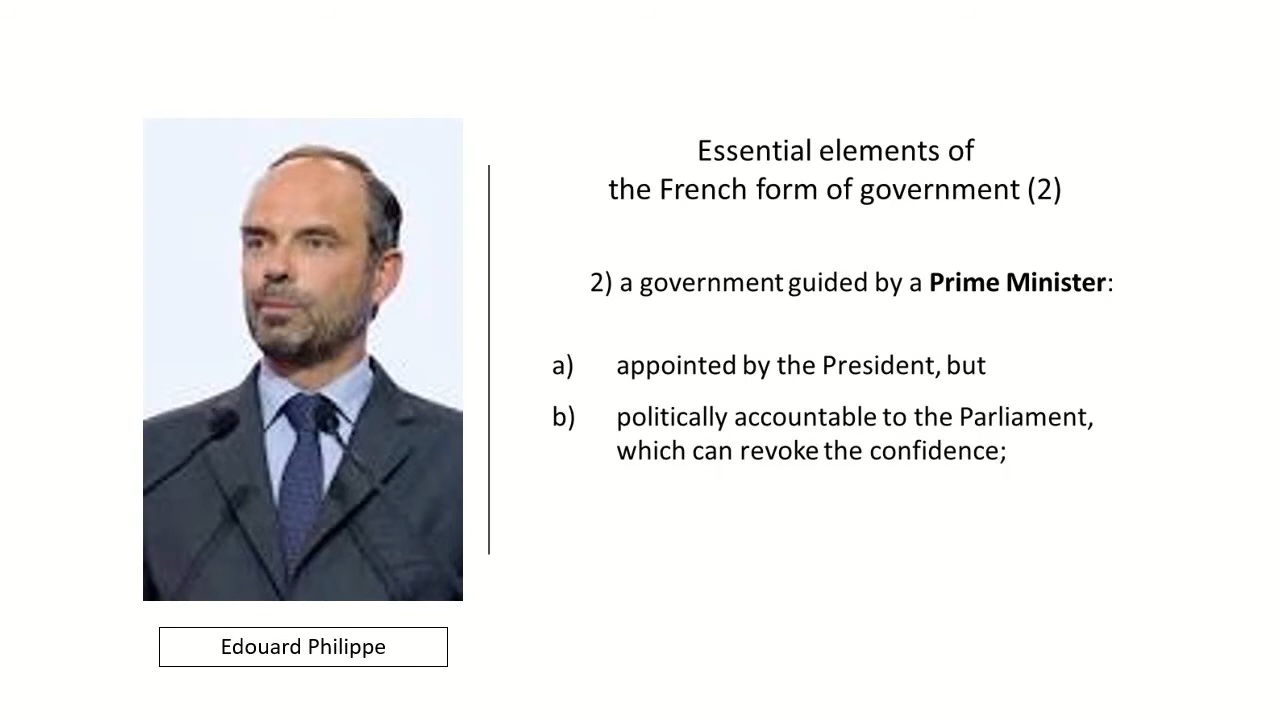 Essential elements of
the French form of government (2)
2) a government guided by a Prime Minister:
a) appointed by the President, but
b) politically accountable to the Parliament,
which can revoke the confidence;
Edouard Philippe